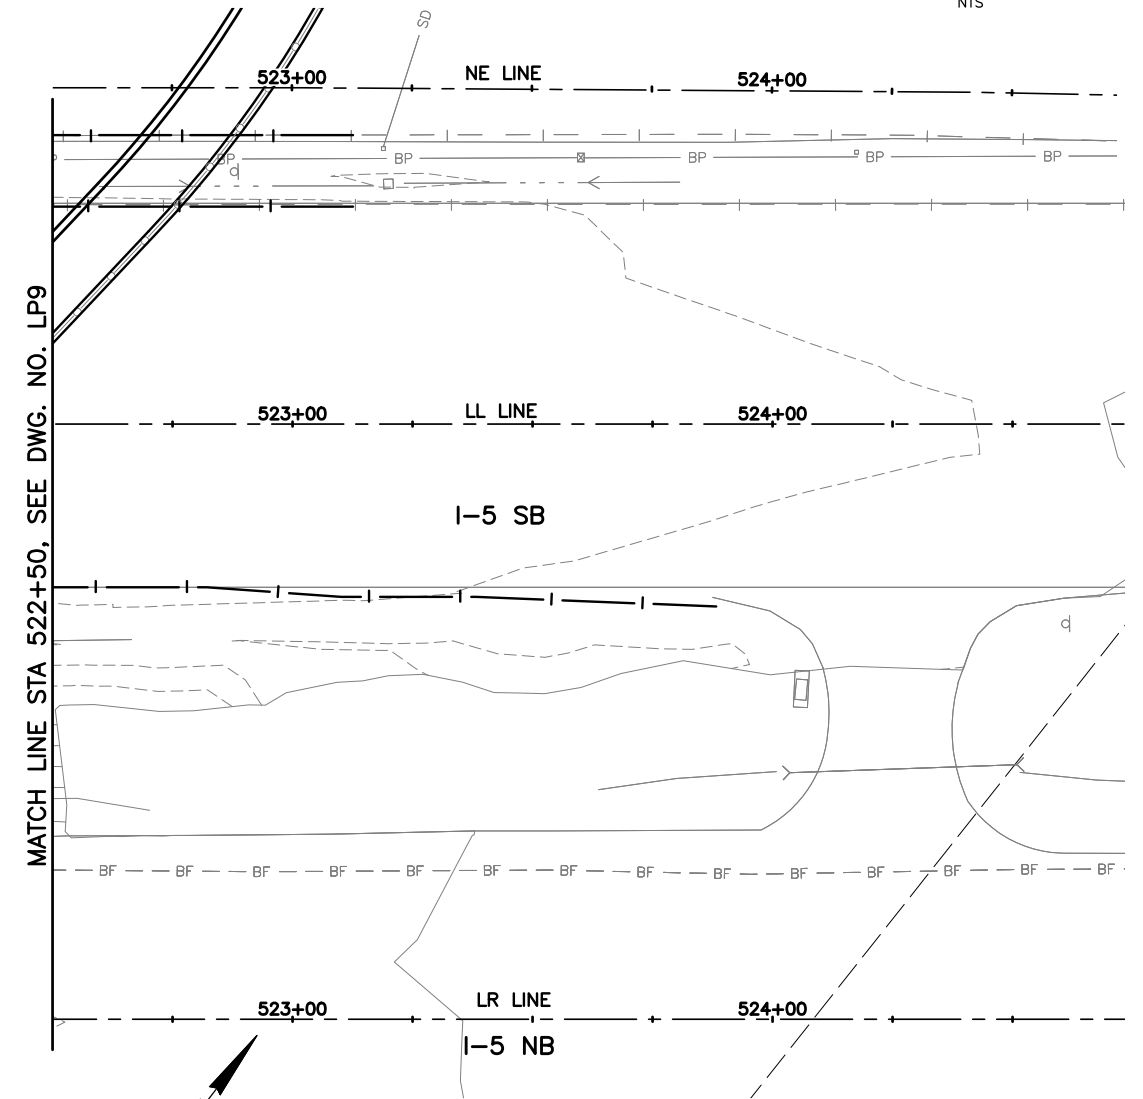 NTS
SD
523+00 NE LINE 524+00
BP BP BP BP BP
523+00 LL LINE 524+00
I-5 SB
MATCH LINE STA 522+50, SEE DWG. NO. LP9
BF BF BF BF BF BF BF BF BF BF BF BF BF BF
523+00 LR LINE 524+00
I-5 NB